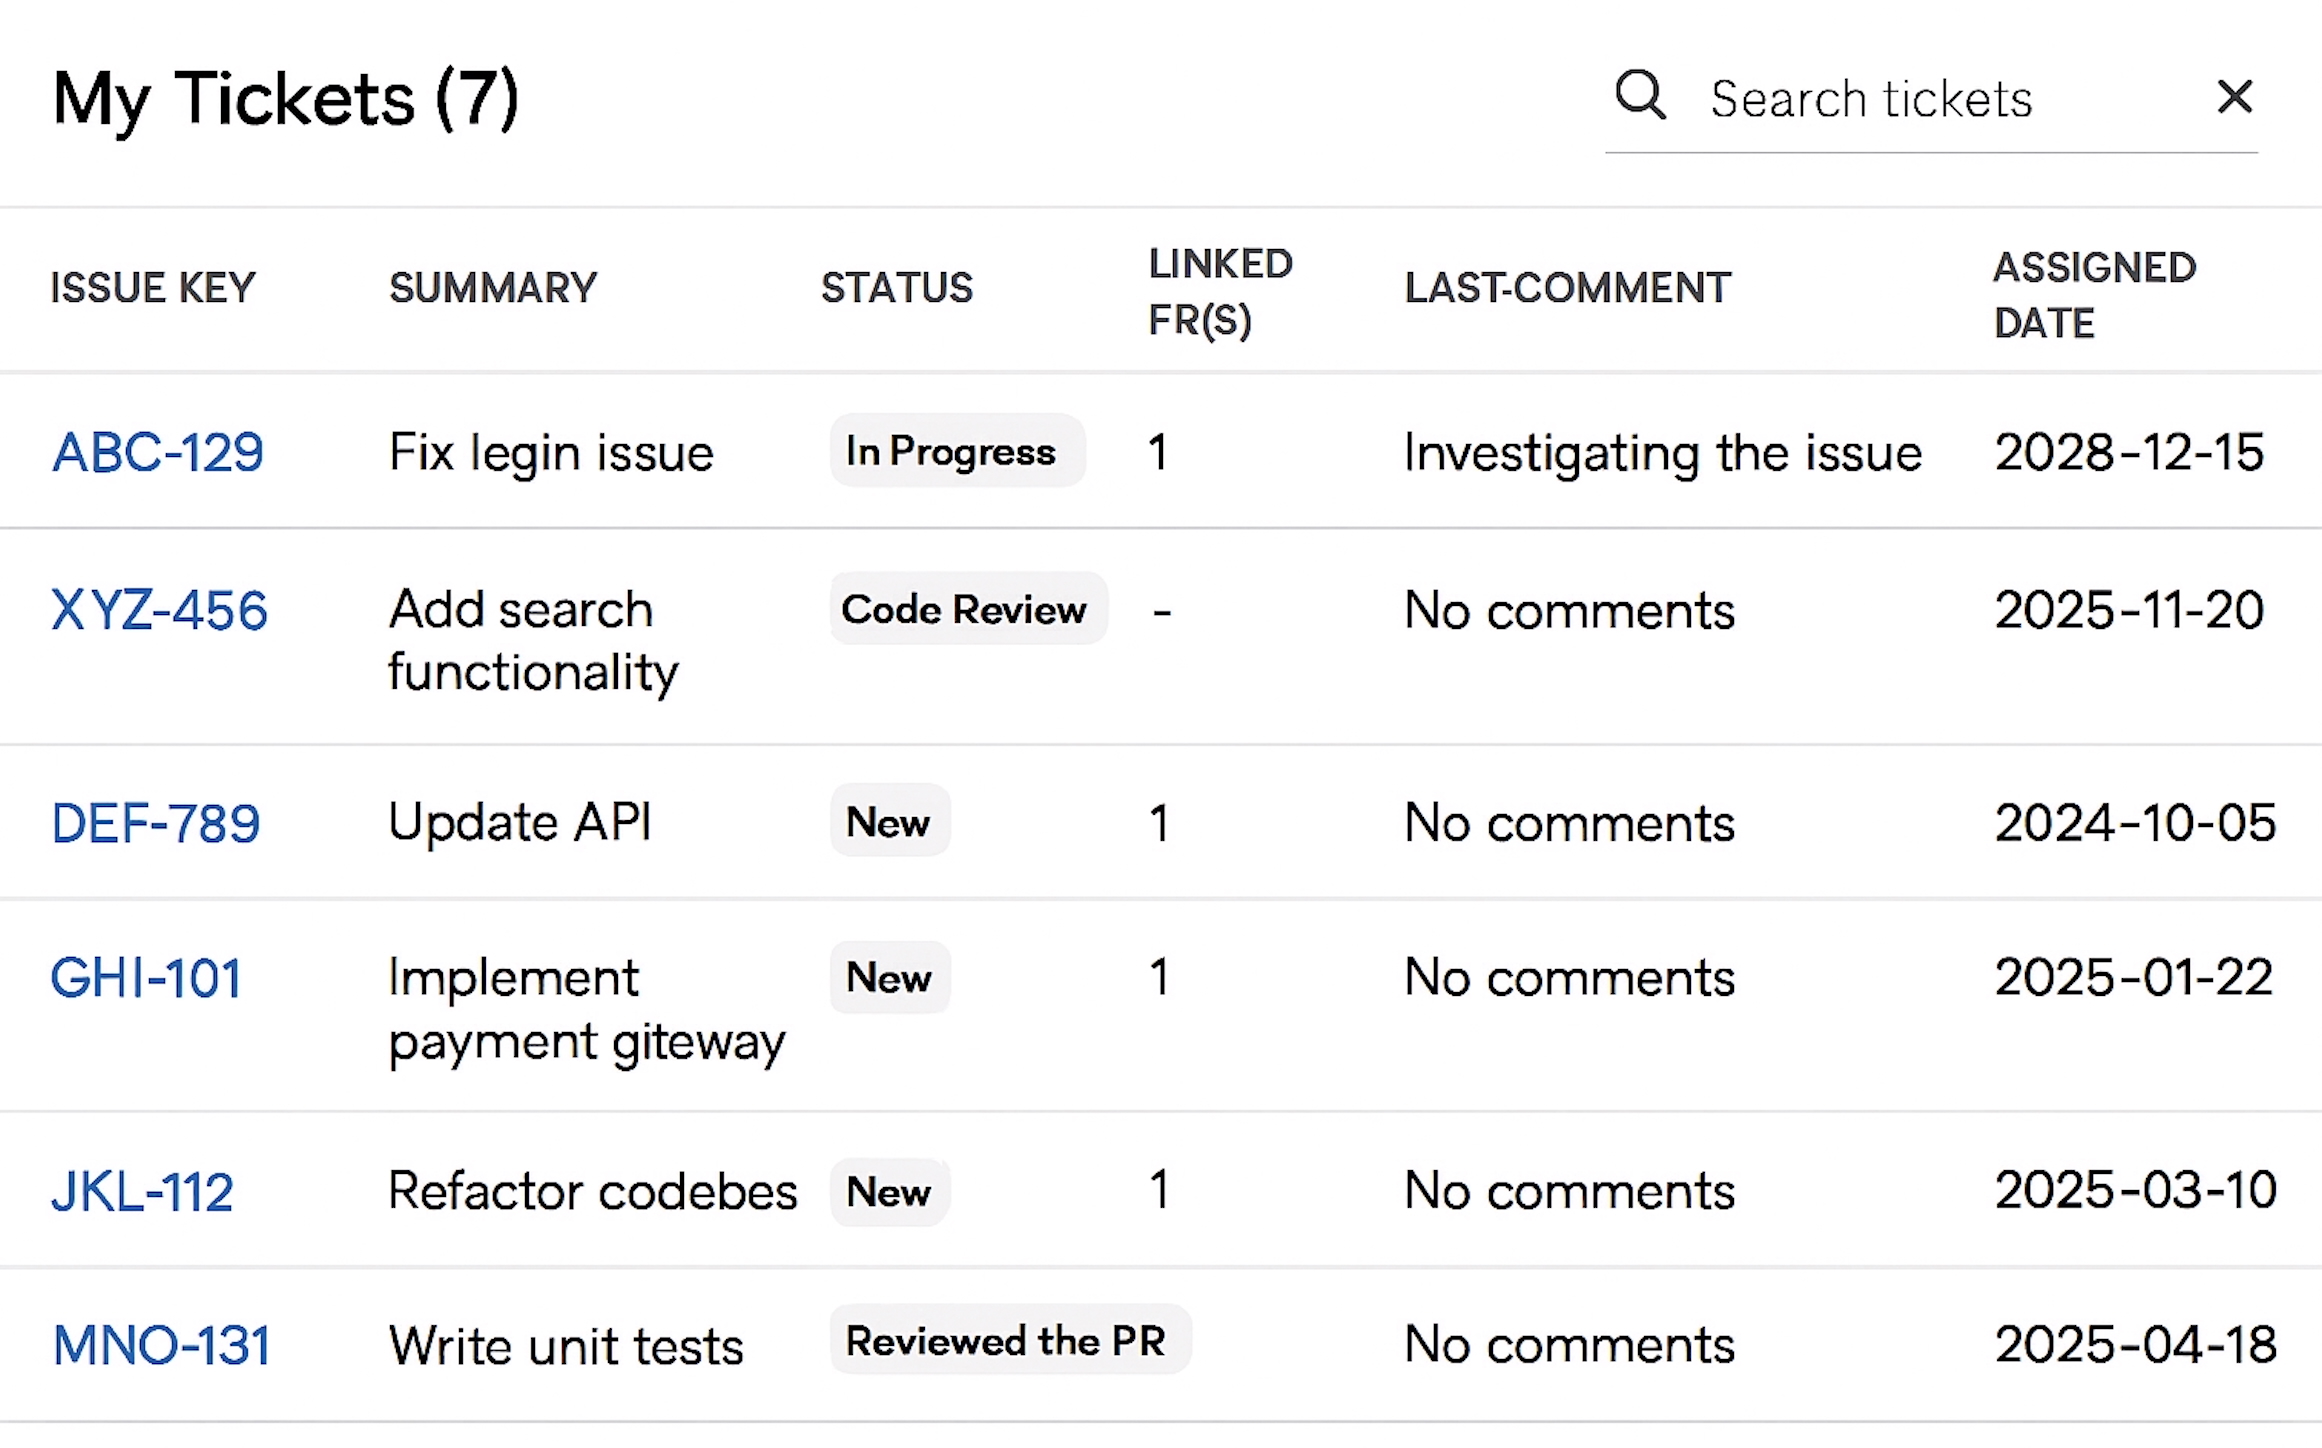 My Tickets (7)
Search tickets
ISSUE KEY SUMMARY STATUS LINKED FR(S) LAST-COMMENT ASSIGNED DATE
ABC-129 Fix legin issue In Progress 1 Investigating the issue 2028-12-15
XYZ-456 Add search functionality Code Review - No comments 2025-11-20
DEF-789 Update API New 1 No comments 2024-10-05
GHI-101 Implement payment giteway New 1 No comments 2025-01-22
JKL-112 Refactor codebes New 1 No comments 2025-03-10
MNO-131 Write unit tests Reviewed the PR No comments 2025-04-18